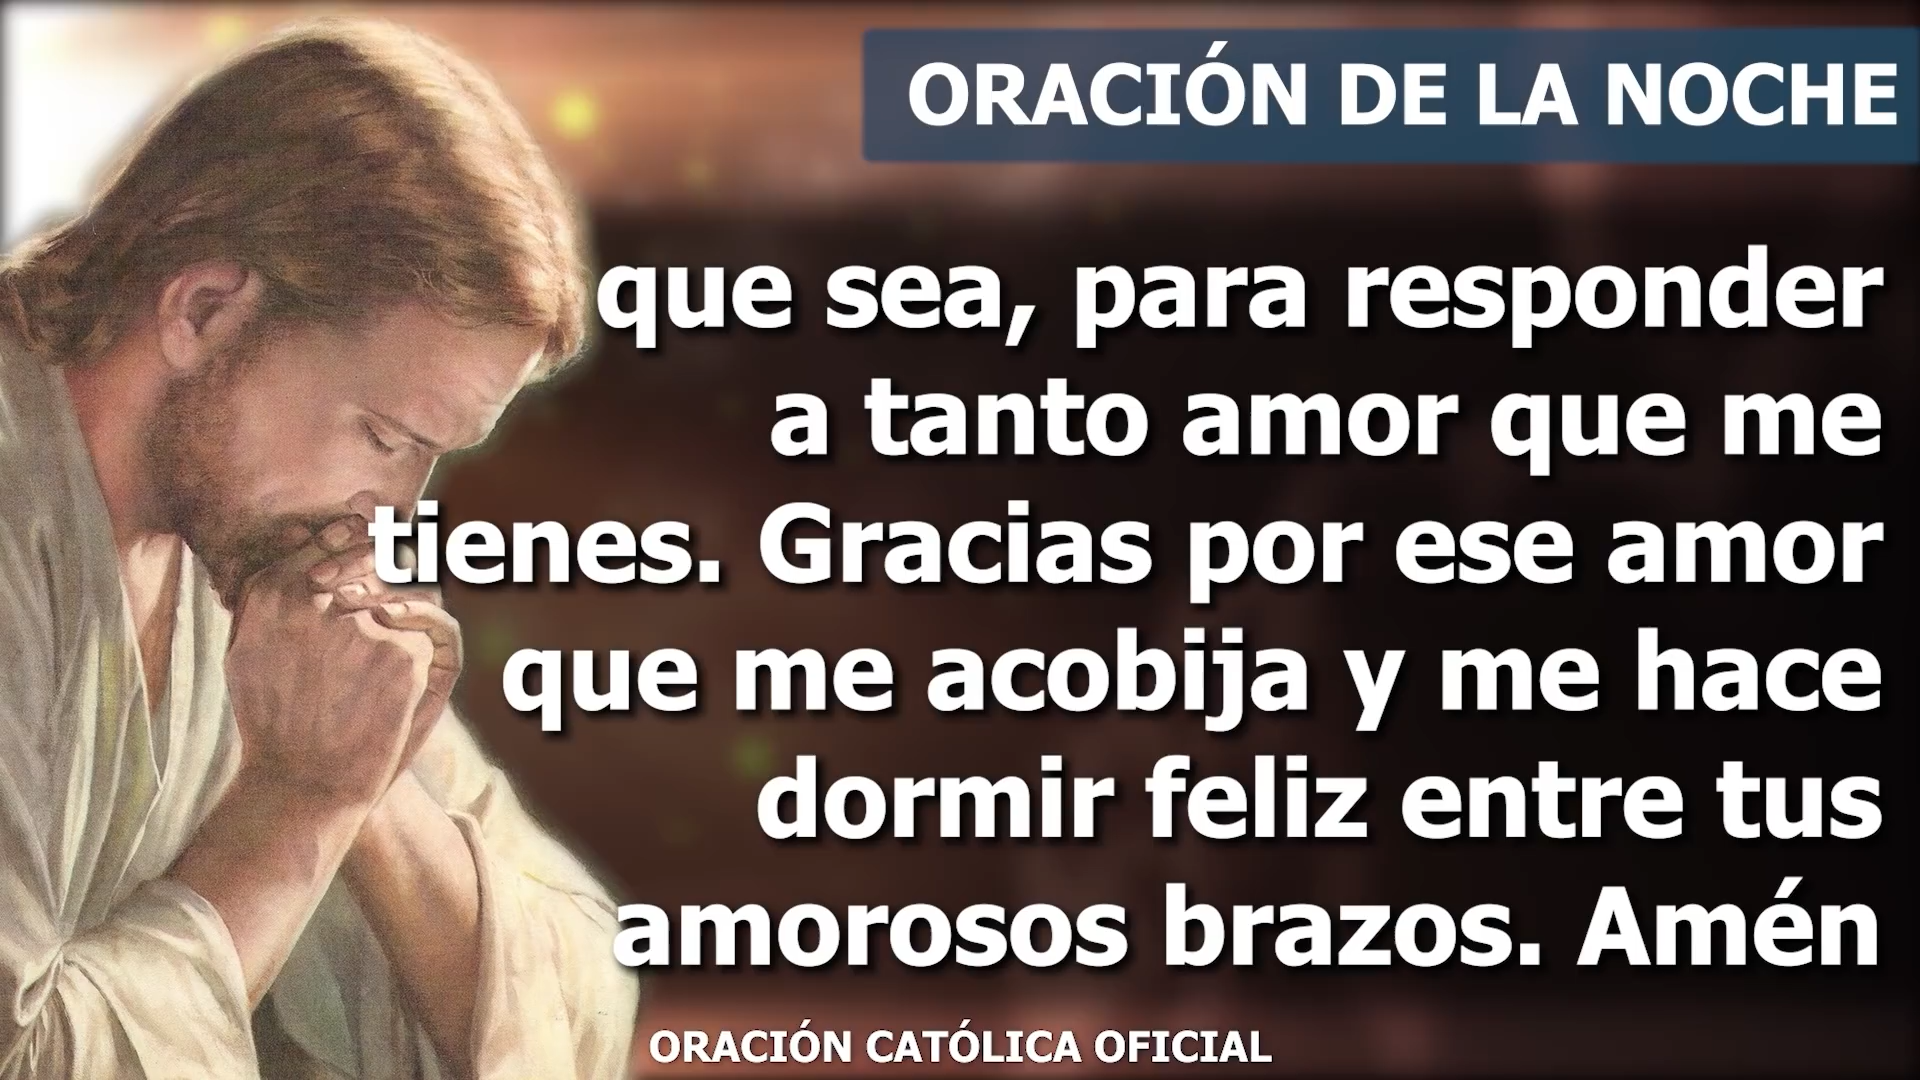 ORACIÓN DE LA NOCHE
que sea, para responder
a tanto amor que me
tienes. Gracias por ese amor
que me acobija y me hace
dormir feliz entre tus
amorosos brazos. Amén
ORACIÓN CATÓLICA OFICIAL